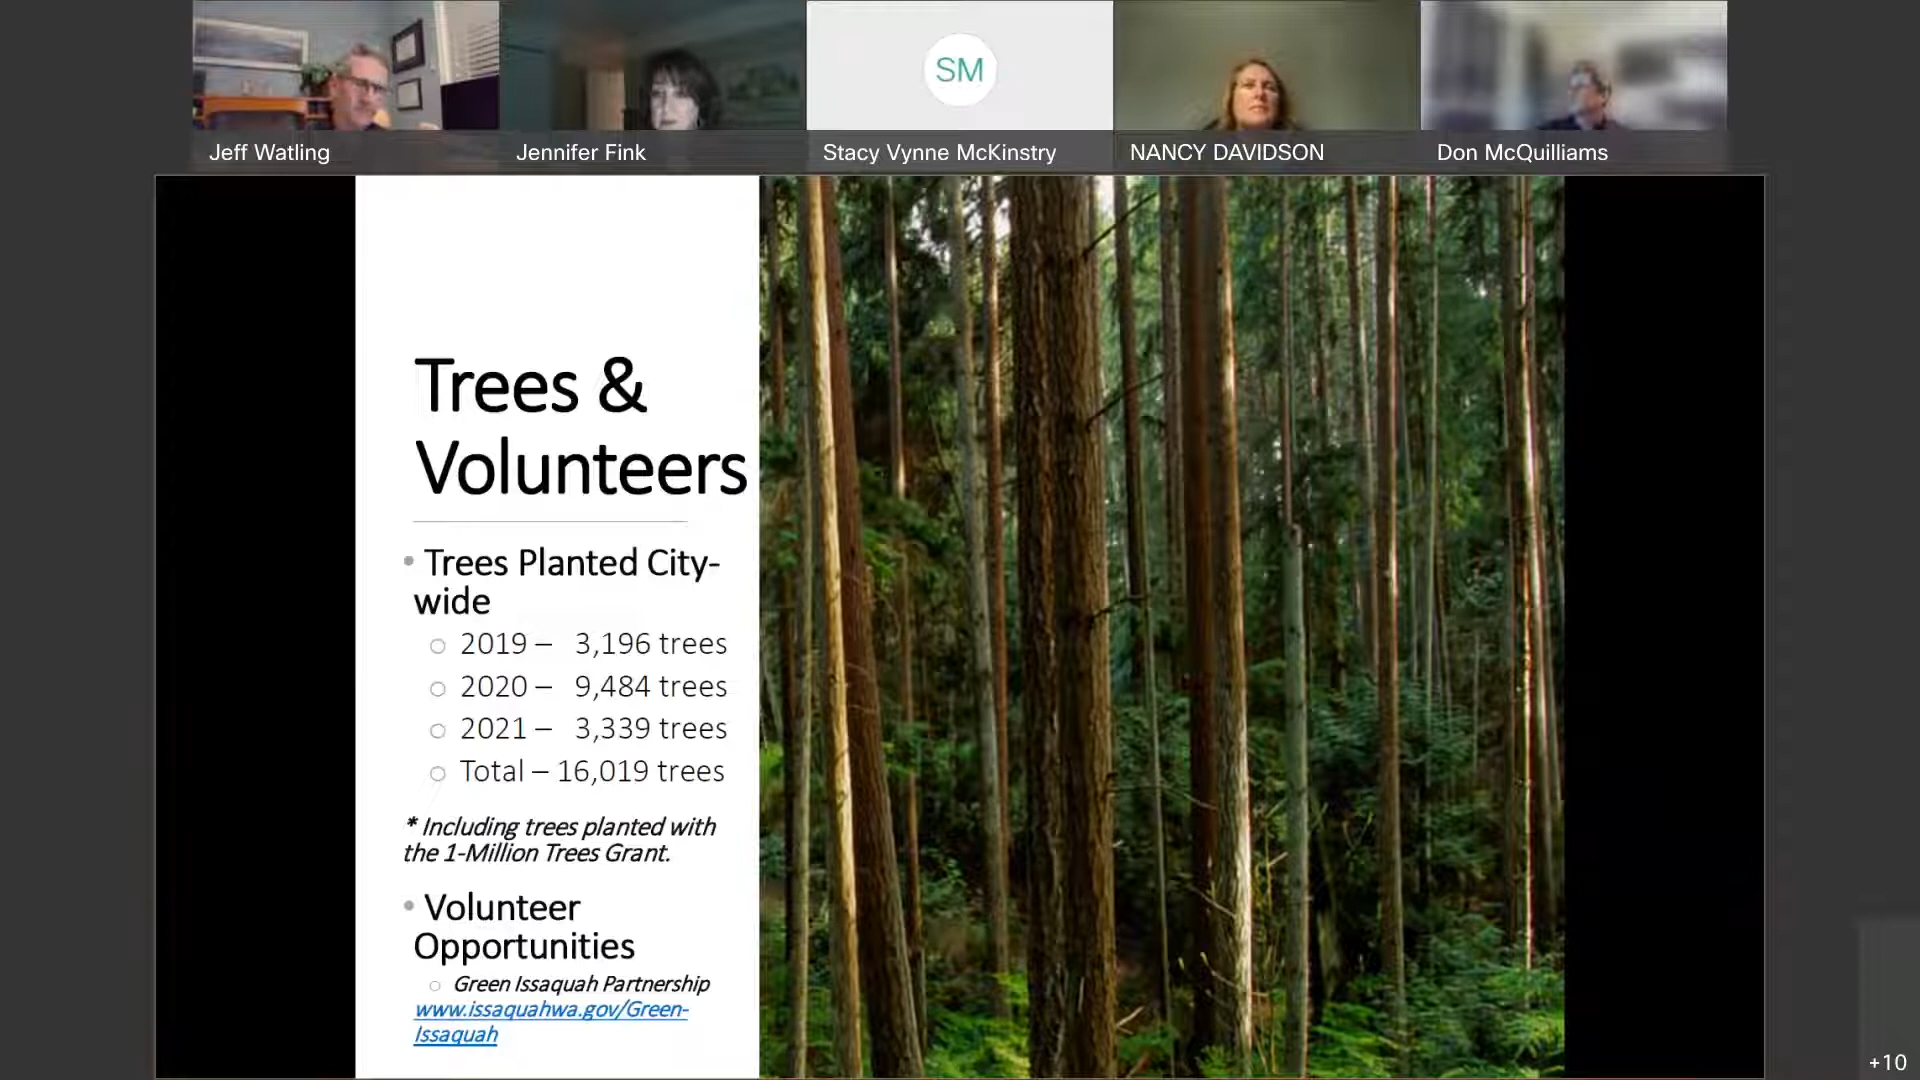 SM
Jeff Watling
Jennifer Fink
Stacy Vynne McKinstry
NANCY DAVIDSON
Don McQuilliams
Trees &
Volunteers
• Trees Planted City-
wide
○ 2019 – 3,196 trees
○ 2020 – 9,484 trees
○ 2021 – 3,339 trees
○ Total – 16,019 trees
* Including trees planted with
the 1-Million Trees Grant.
• Volunteer
Opportunities
○ Green Issaquah Partnership
www.issaquahwa.gov/Green-
Issaquah
+10